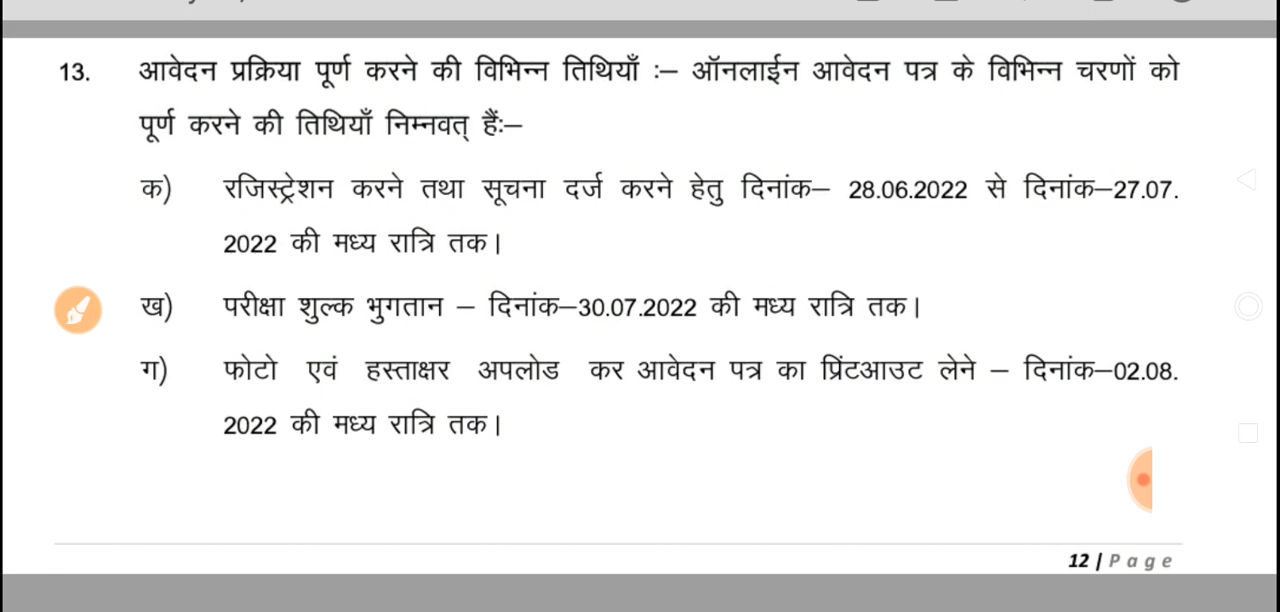 13. आवेदन प्रक्रिया पूर्ण करने की विभिन्न तिथियाँ :– ऑनलाईन आवेदन पत्र के विभिन्न चरणों को
पूर्ण करने की तिथियाँ निम्नवत् हैं:–
क) रजिस्ट्रेशन करने तथा सूचना दर्ज करने हेतु दिनांक– 28.06.2022 से दिनांक–27.07.
2022 की मध्य रात्रि तक।
ख) परीक्षा शुल्क भुगतान – दिनांक–30.07.2022 की मध्य रात्रि तक।
ग) फोटो एवं हस्ताक्षर अपलोड कर आवेदन पत्र का प्रिंटआउट लेने – दिनांक–02.08.
2022 की मध्य रात्रि तक।
12 | Page